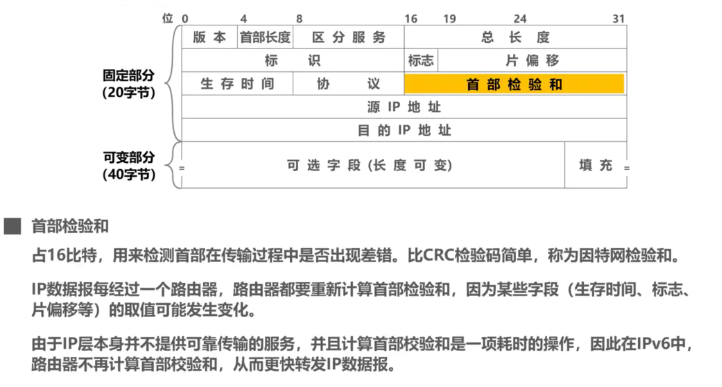 位 0 4 8 16 19 24 31
版本 首部长度 区分服务 总长度
标识 标志 片偏移
固定部分
(20字节)
生存时间 协议 首部检验和
源IP地址
目的IP地址
可变部分
(40字节)
可选字段(长度可变) 填充
首部检验和
占16比特，用来检测首部在传输过程中是否出现差错。比CRC检验码简单，称为因特网检验和。
IP数据报每经过一个路由器，路由器都要重新计算首部检验和，因为某些字段（生存时间、标志、
片偏移等）的取值可能发生变化。
由于IP层本身并不提供可靠传输的服务，并且计算首部校验和是一项耗时的操作，因此在IPv6中，
路由器不再计算首部校验和，从而更快转发IP数据报。